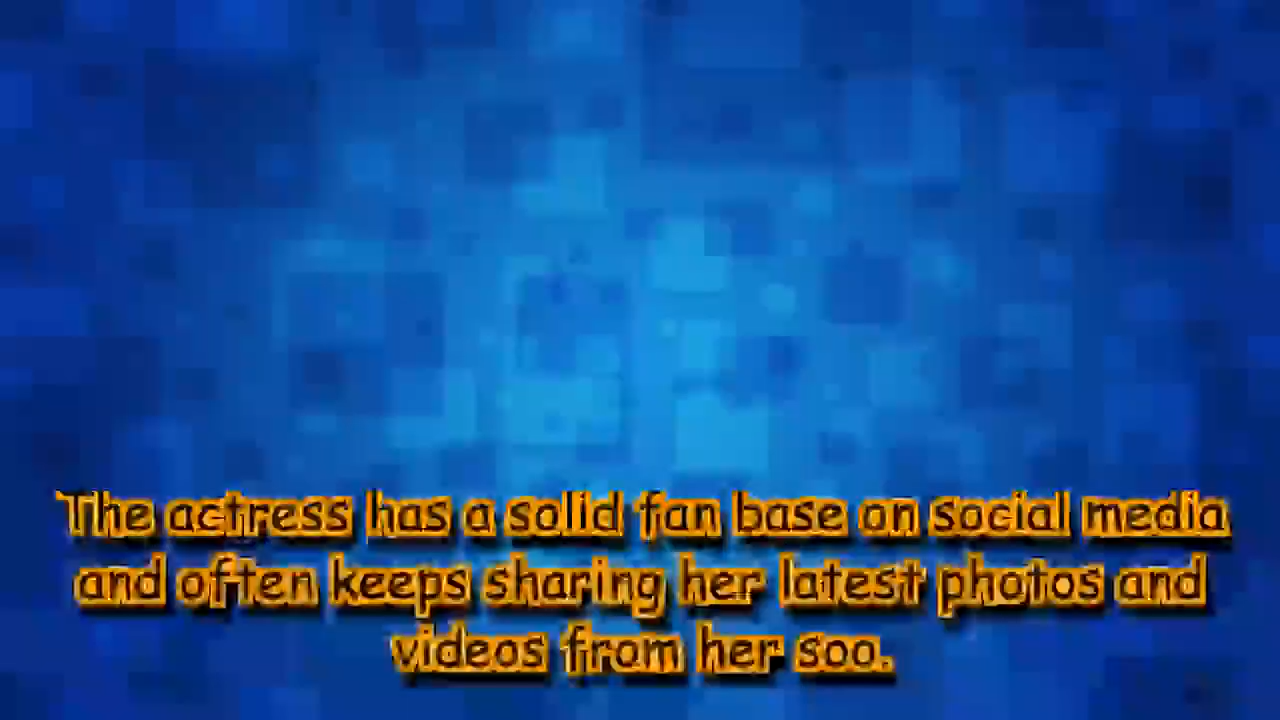 The actress has a solid fan base on social media
and often keeps sharing her latest photos and
videos from her soo.